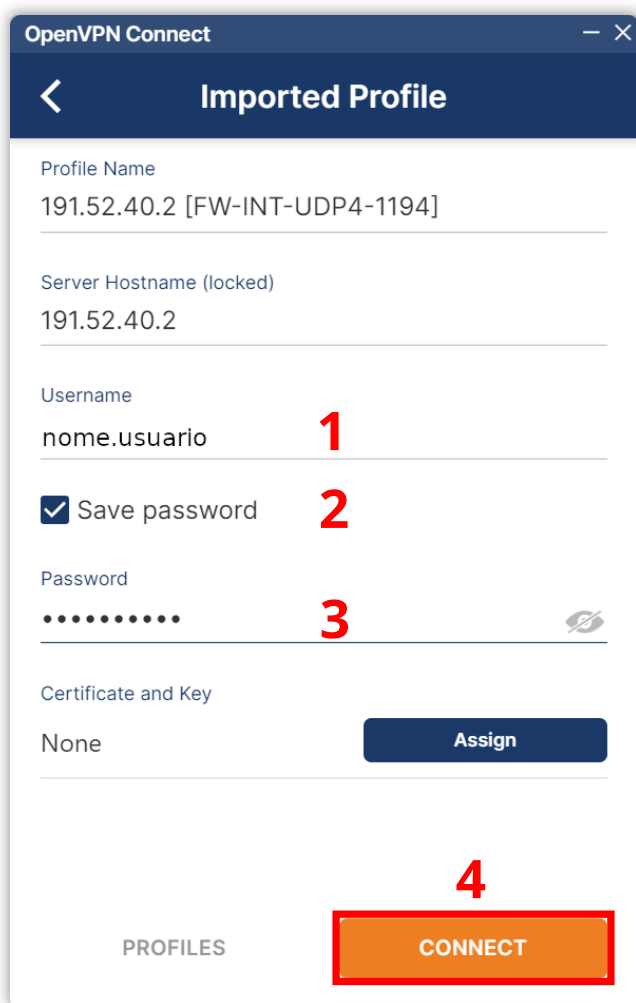 OpenVPN Connect
Imported Profile
Profile Name
191.52.40.2 [FW-INT-UDP4-1194]
Server Hostname (locked)
191.52.40.2
Username
nome.usuario 1
Save password 2
Password
•••••••••• 3
Certificate and Key
None Assign
4
PROFILES CONNECT